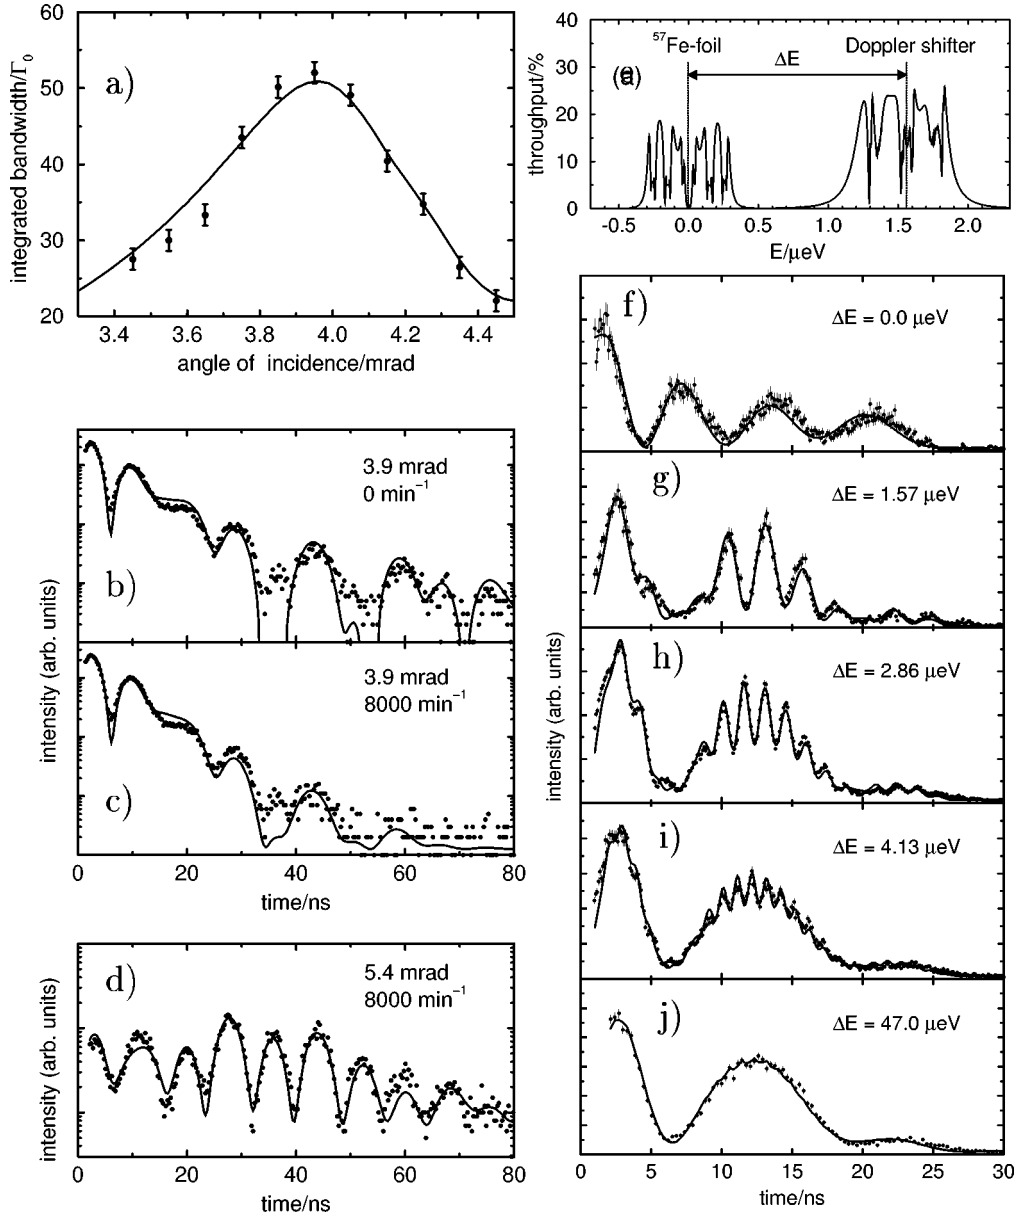 a)
integrated bandwidth/Γ₀
60
50
40
30
20
3.4 3.6 3.8 4.0 4.2 4.4
angle of incidence/mrad
⁵⁷Fe-foil
Doppler shifter
ΔE
throughput/%
40
30
20
10
0
-0.5 0.0 0.5 1.0 1.5 2.0
E/μeV
b)
3.9 mrad
0 min⁻¹
c)
3.9 mrad
8000 min⁻¹
intensity (arb. units)
0 20 40 60 80
time/ns
d)
5.4 mrad
8000 min⁻¹
intensity (arb. units)
0 20 40 60 80
time/ns
f)
ΔE = 0.0 μeV
g)
ΔE = 1.57 μeV
h)
ΔE = 2.86 μeV
i)
ΔE = 4.13 μeV
j)
ΔE = 47.0 μeV
intensity (arb. units)
0 5 10 15 20 25 30
time/ns